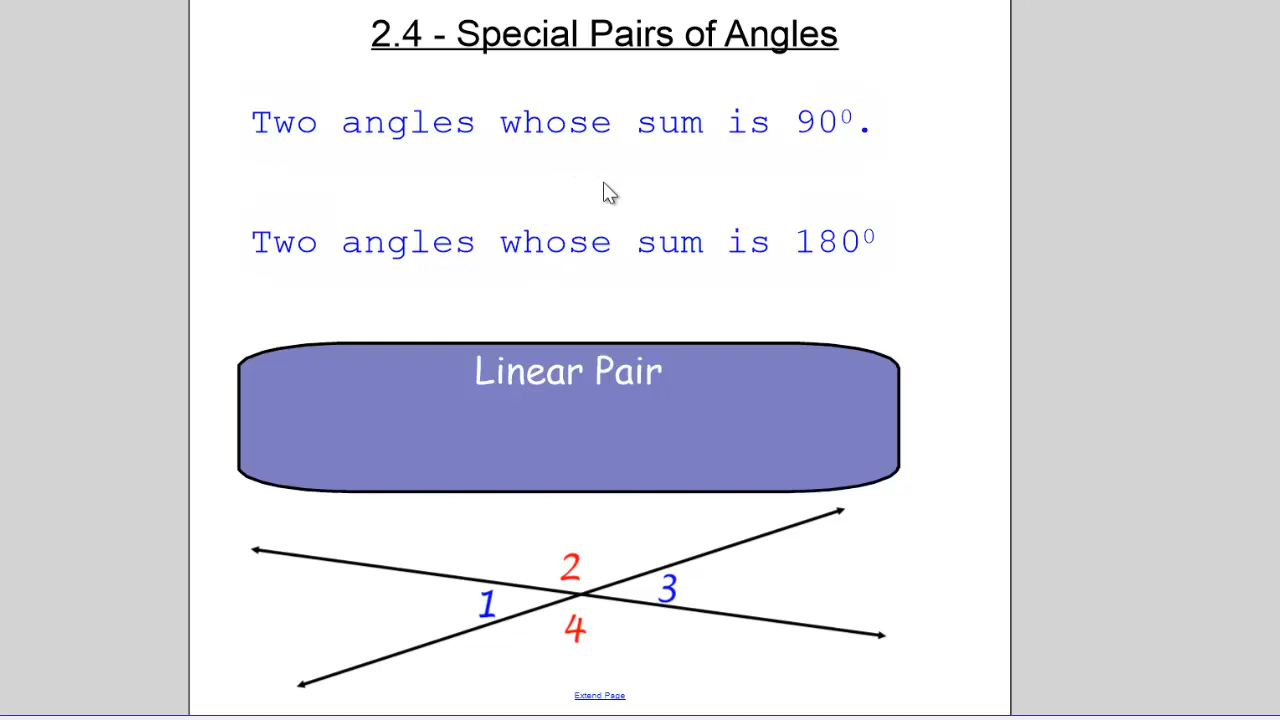 2.4 - Special Pairs of Angles
Two angles whose sum is 90⁰.
Two angles whose sum is 180⁰
Linear Pair
2
3
1
4
Extend Page